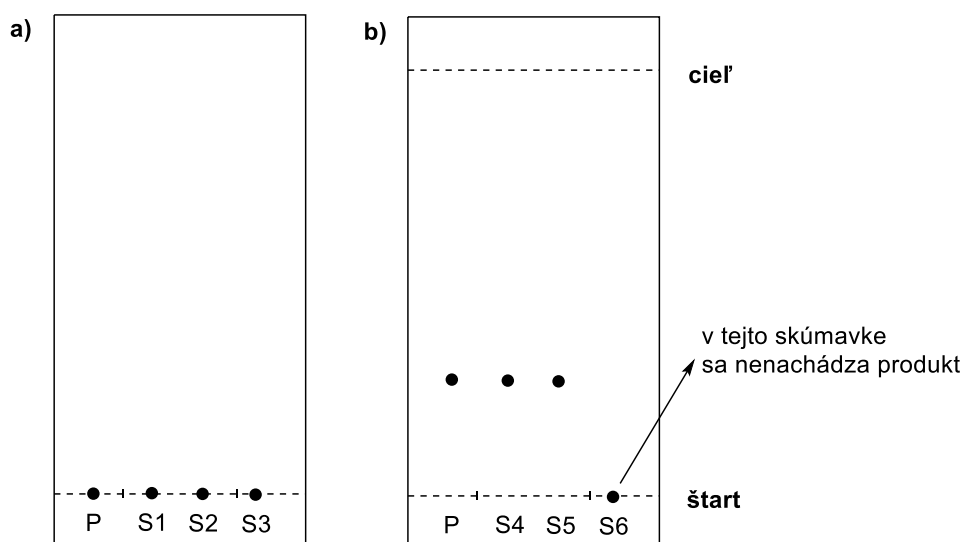 a)
P S1 S2 S3
b)
cieľ
v tejto skúmavke
sa nenachádza produkt
štart
P S4 S5 S6